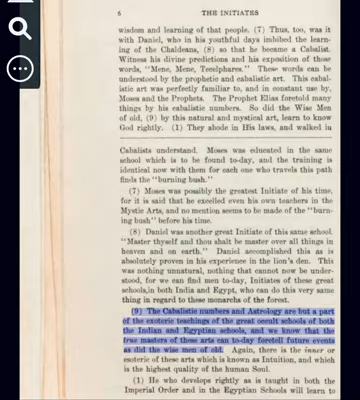 6 THE INITIATES
wisdom and learning of that people. (7) Thus, too, was it
with Daniel, who in his youthful days imbibed the learn-
ing of the Chaldeans, (8) so that he became a Cabalist.
Witness his divine predictions and his exposition of those
words, "Mene, Mene, Tecelphares." These words can be
understood by the prophetic and cabalistic art. This cabal-
istic art was perfectly familiar to, and in constant use by,
Moses and the Prophets. The Prophet Elias foretold many
things by his cabalistic numbers. So did the Wise Men
of old, (9) by this natural and mystical art, learn to know
God rightly. (1) They abode in His laws, and walked in
Cabalists understand. Moses was educated in the same
school which is to be found to-day, and the training is
identical now with them for each one who travels this path
finds the "burning bush."
(7) Moses was possibly the greatest Initiate of his time,
for it is said that he excelled even his own teachers in the
Mystic Arts, and no mention seems to be made of the "burn-
ing bush" before his time.
(8) Daniel was another great Initiate of this same school.
"Master thyself and thou shalt be master over all things in
heaven and on earth." Daniel accomplished this as is
absolutely proven in his experience in the lion's den. This
was nothing unnatural, nothing that cannot now be under-
stood, for we can find men to-day, Initiates of these great
schools,in both India and Egypt, who can do this very same
thing in regard to these monarchs of the forest.
(9) The Cabalistic numbers and Astrology are but a part
of the exoteric teachings of the great occult schools of both
the Indian and Egyptian schools, and we know that the
true masters of these arts can to-day foretell future events
as did the wise men of old. Again, there is the inner or
esoteric of these arts which is known as Intuition, and which
is the highest quality of the human Soul.
(1) He who develops rightly as is taught in both the
Imperial Order and in the Egyptian Schools will learn to